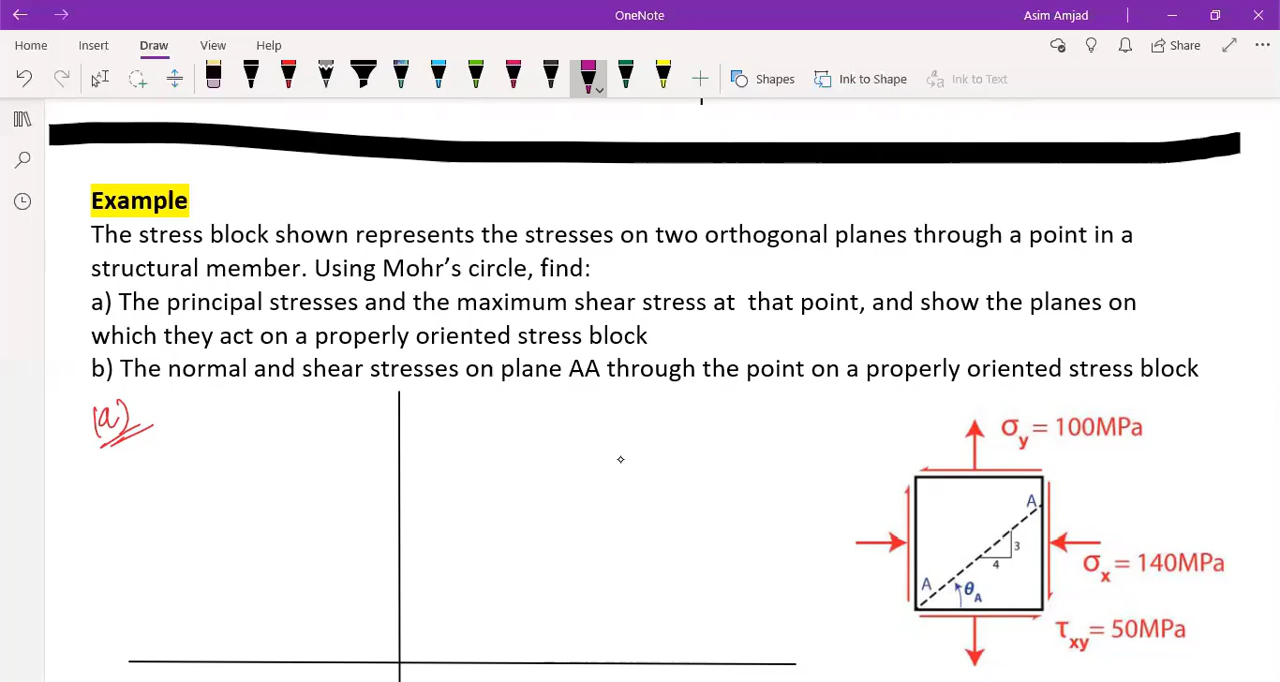 OneNote
Asim Amjad
Home Insert Draw View Help
Share
Shapes Ink to Shape Ink to Text
Example
The stress block shown represents the stresses on two orthogonal planes through a point in a
structural member. Using Mohr’s circle, find:
a) The principal stresses and the maximum shear stress at that point, and show the planes on
which they act on a properly oriented stress block
b) The normal and shear stresses on plane AA through the point on a properly oriented stress block
(a)
σy = 100MPa
A
3
4
σx = 140MPa
A
θA
τxy = 50MPa